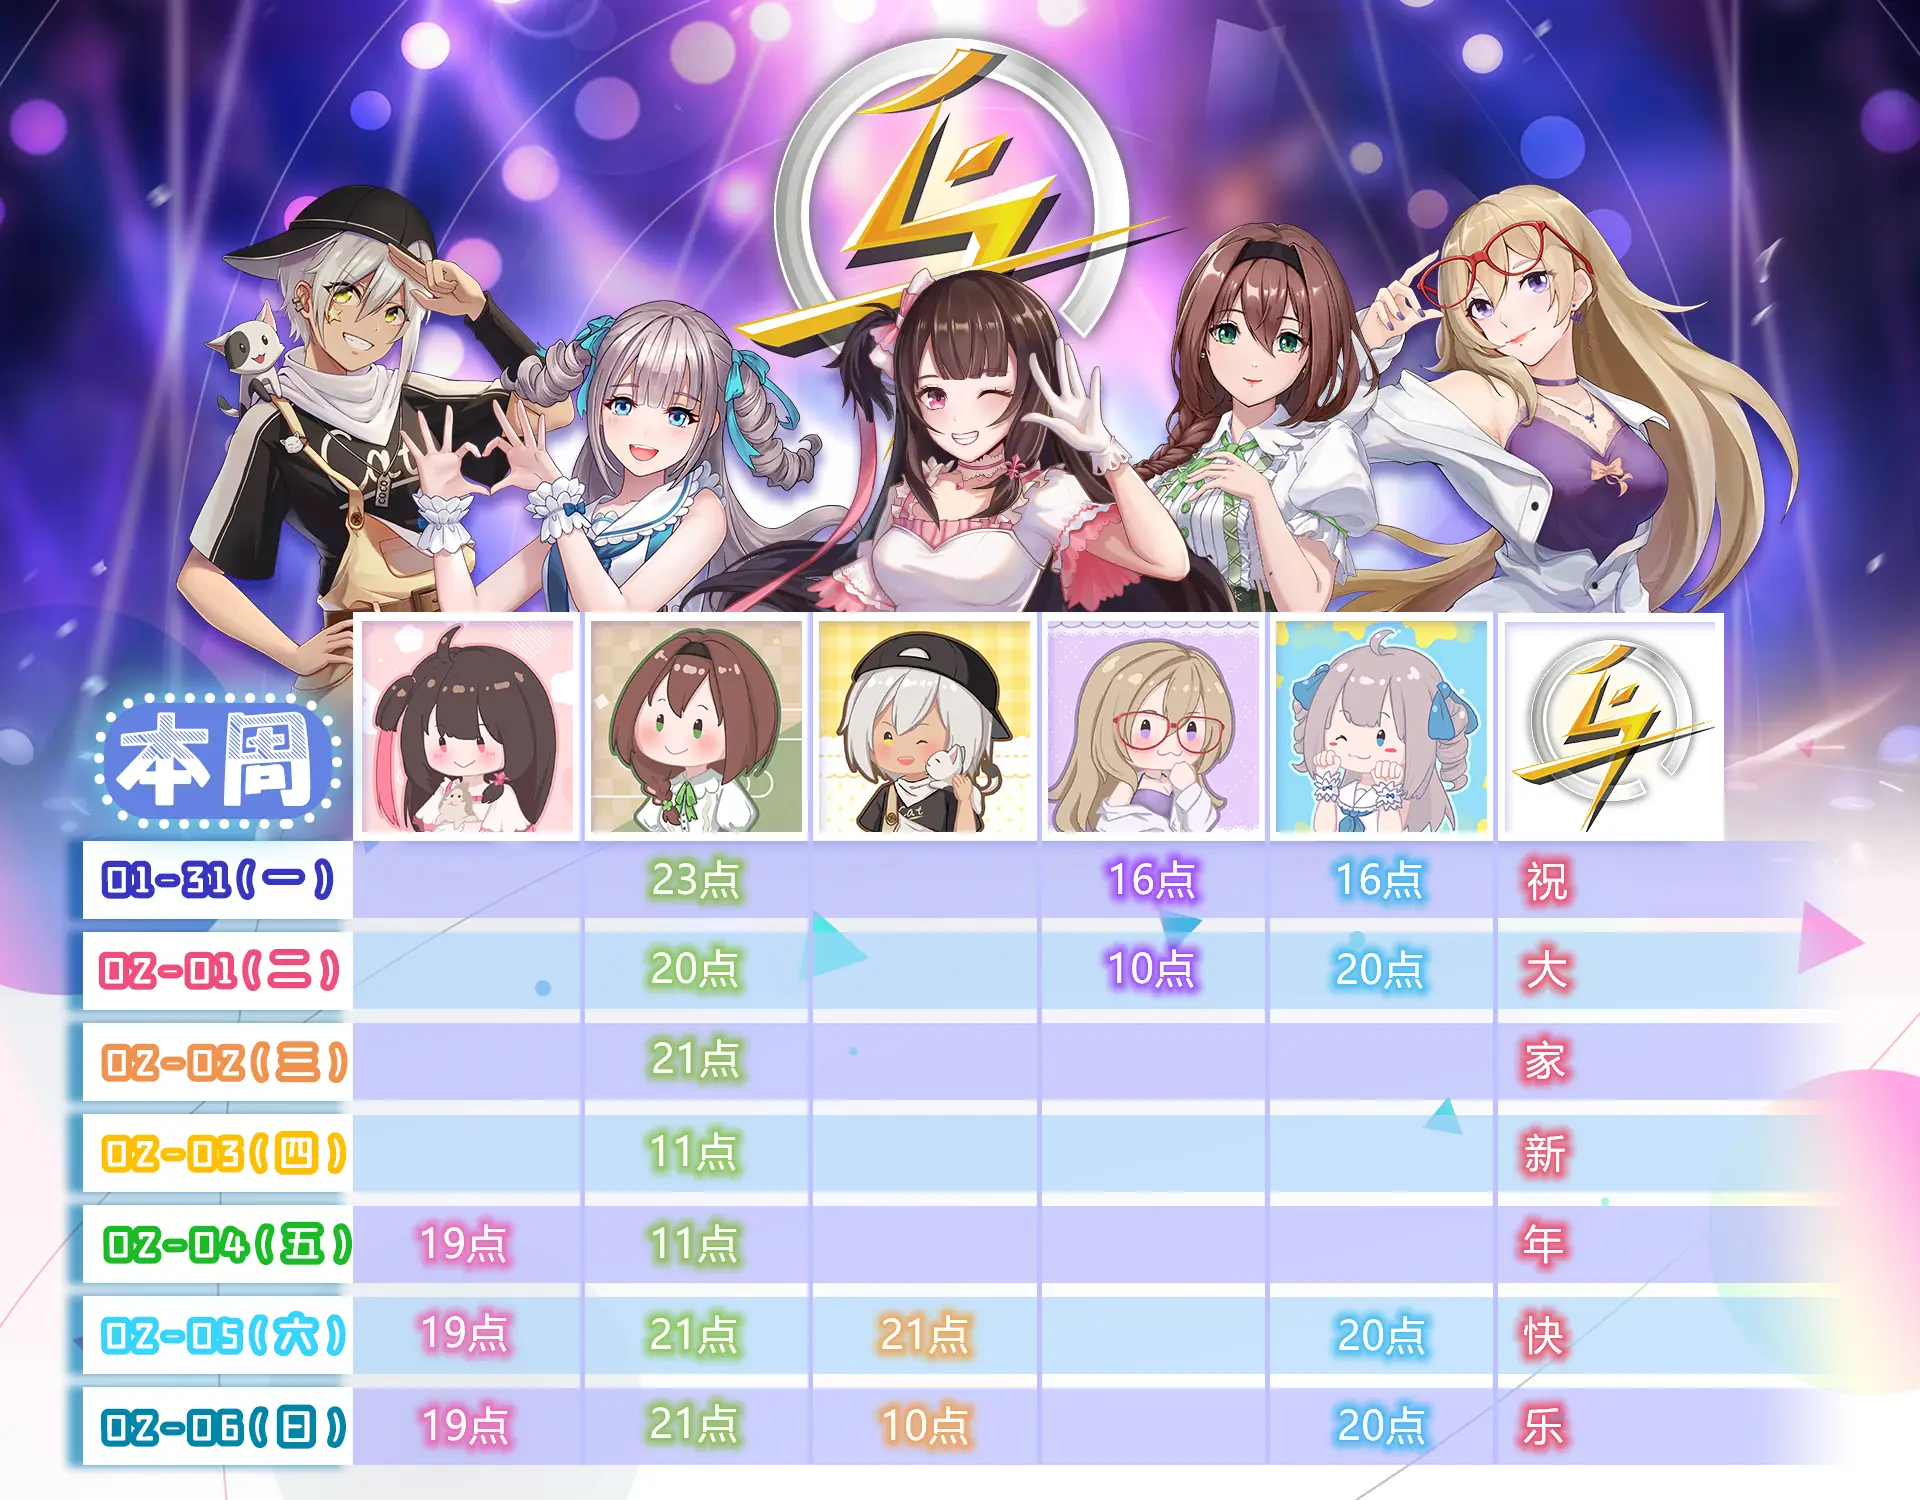 Cat
COCO
本周
01-31(一) 23点 16点 16点 祝
02-01(二) 20点 10点 20点 大
02-02(三) 21点 家
02-03(四) 11点 新
02-04(五) 19点 11点 年
02-05(六) 19点 21点 21点 20点 快
02-06(日) 19点 21点 10点 20点 乐